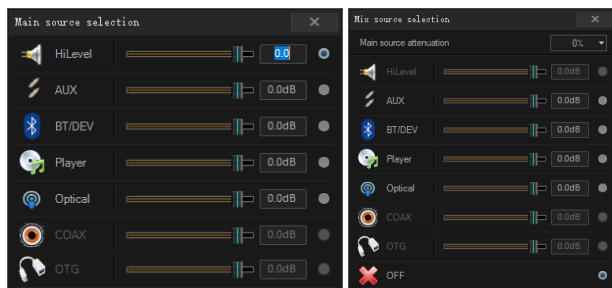 Main source selection
HiLevel 0.0
AUX 0.0dB
BT/DEV 0.0dB
Player 0.0dB
Optical 0.0dB
COAX 0.0dB
OTG 0.0dB
Mix source selection
Main source attenuation 0%
HiLevel 0.0dB
AUX 0.0dB
BT/DEV 0.0dB
Player 0.0dB
Optical 0.0dB
COAX 0.0dB
OTG 0.0dB
OFF